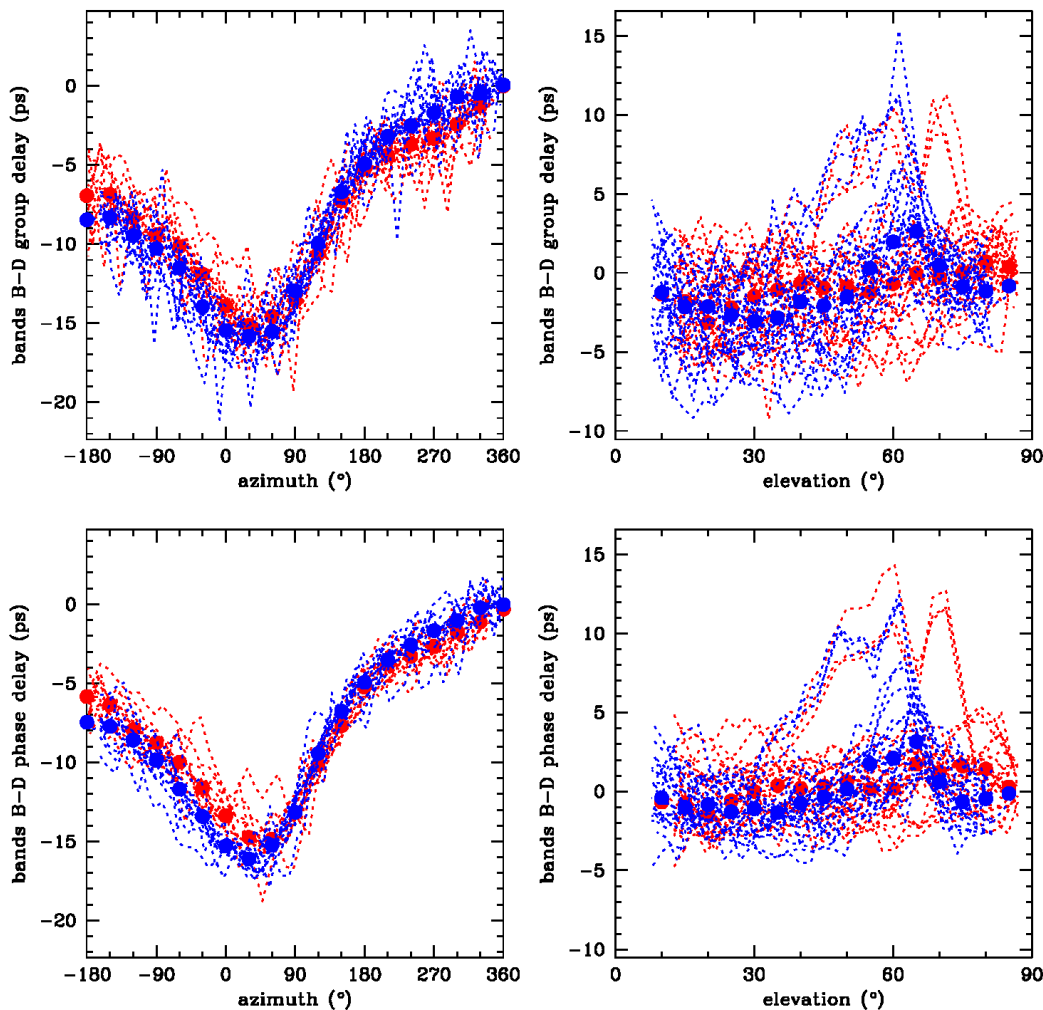 bands B-D group delay (ps)
0
-5
-10
-15
-20
-180 -90 0 90 180 270 360
azimuth (°)
bands B-D group delay (ps)
15
10
5
0
-5
-10
0 30 60 90
elevation (°)
bands B-D phase delay (ps)
0
-5
-10
-15
-20
-180 -90 0 90 180 270 360
azimuth (°)
bands B-D phase delay (ps)
15
10
5
0
-5
-10
0 30 60 90
elevation (°)